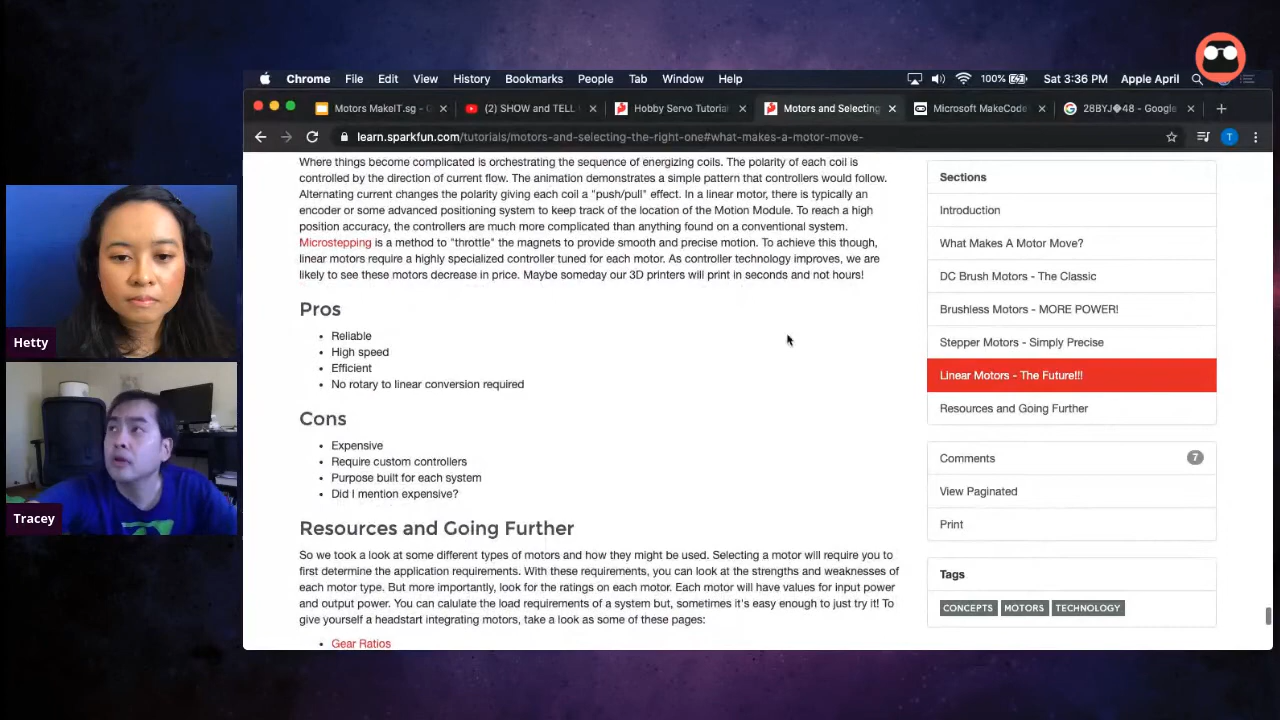 Chrome File Edit View History Bookmarks People Tab Window Help 100% Sat 3:36 PM Apple April
Motors MakeIT.sg - G
(2) SHOW and TELL
Hobby Servo Tutorial
Motors and Selecting
Microsoft MakeCode
28BYJ�48 - Google
learn.sparkfun.com/tutorials/motors-and-selecting-the-right-one#what-makes-a-motor-move-
T
Where things become complicated is orchestrating the sequence of energizing coils. The polarity of each coil is
controlled by the direction of current flow. The animation demonstrates a simple pattern that controllers would follow.
Alternating current changes the polarity giving each coil a "push/pull" effect. In a linear motor, there is typically an
encoder or some advanced positioning system to keep track of the location of the Motion Module. To reach a high
position accuracy, the controllers are much more complicated than anything found on a conventional system.
Microstepping is a method to "throttle" the magnets to provide smooth and precise motion. To achieve this though,
linear motors require a highly specialized controller tuned for each motor. As controller technology improves, we are
likely to see these motors decrease in price. Maybe someday our 3D printers will print in seconds and not hours!
Pros
• Reliable
• High speed
• Efficient
• No rotary to linear conversion required
Cons
• Expensive
• Require custom controllers
• Purpose built for each system
• Did I mention expensive?
Resources and Going Further
So we took a look at some different types of motors and how they might be used. Selecting a motor will require you to
first determine the application requirements. With these requirements, you can look at the strengths and weaknesses of
each motor type. But more importantly, look for the ratings on each motor. Each motor will have values for input power
and output power. You can calulate the load requirements of a system but, sometimes it's easy enough to just try it! To
give yourself a headstart integrating motors, take a look as some of these pages:
• Gear Ratios
Sections
Introduction
What Makes A Motor Move?
DC Brush Motors - The Classic
Brushless Motors - MORE POWER!
Stepper Motors - Simply Precise
Linear Motors - The Future!!!
Resources and Going Further
Comments 7
View Paginated
Print
Tags
CONCEPTS MOTORS TECHNOLOGY
Hetty
Tracey